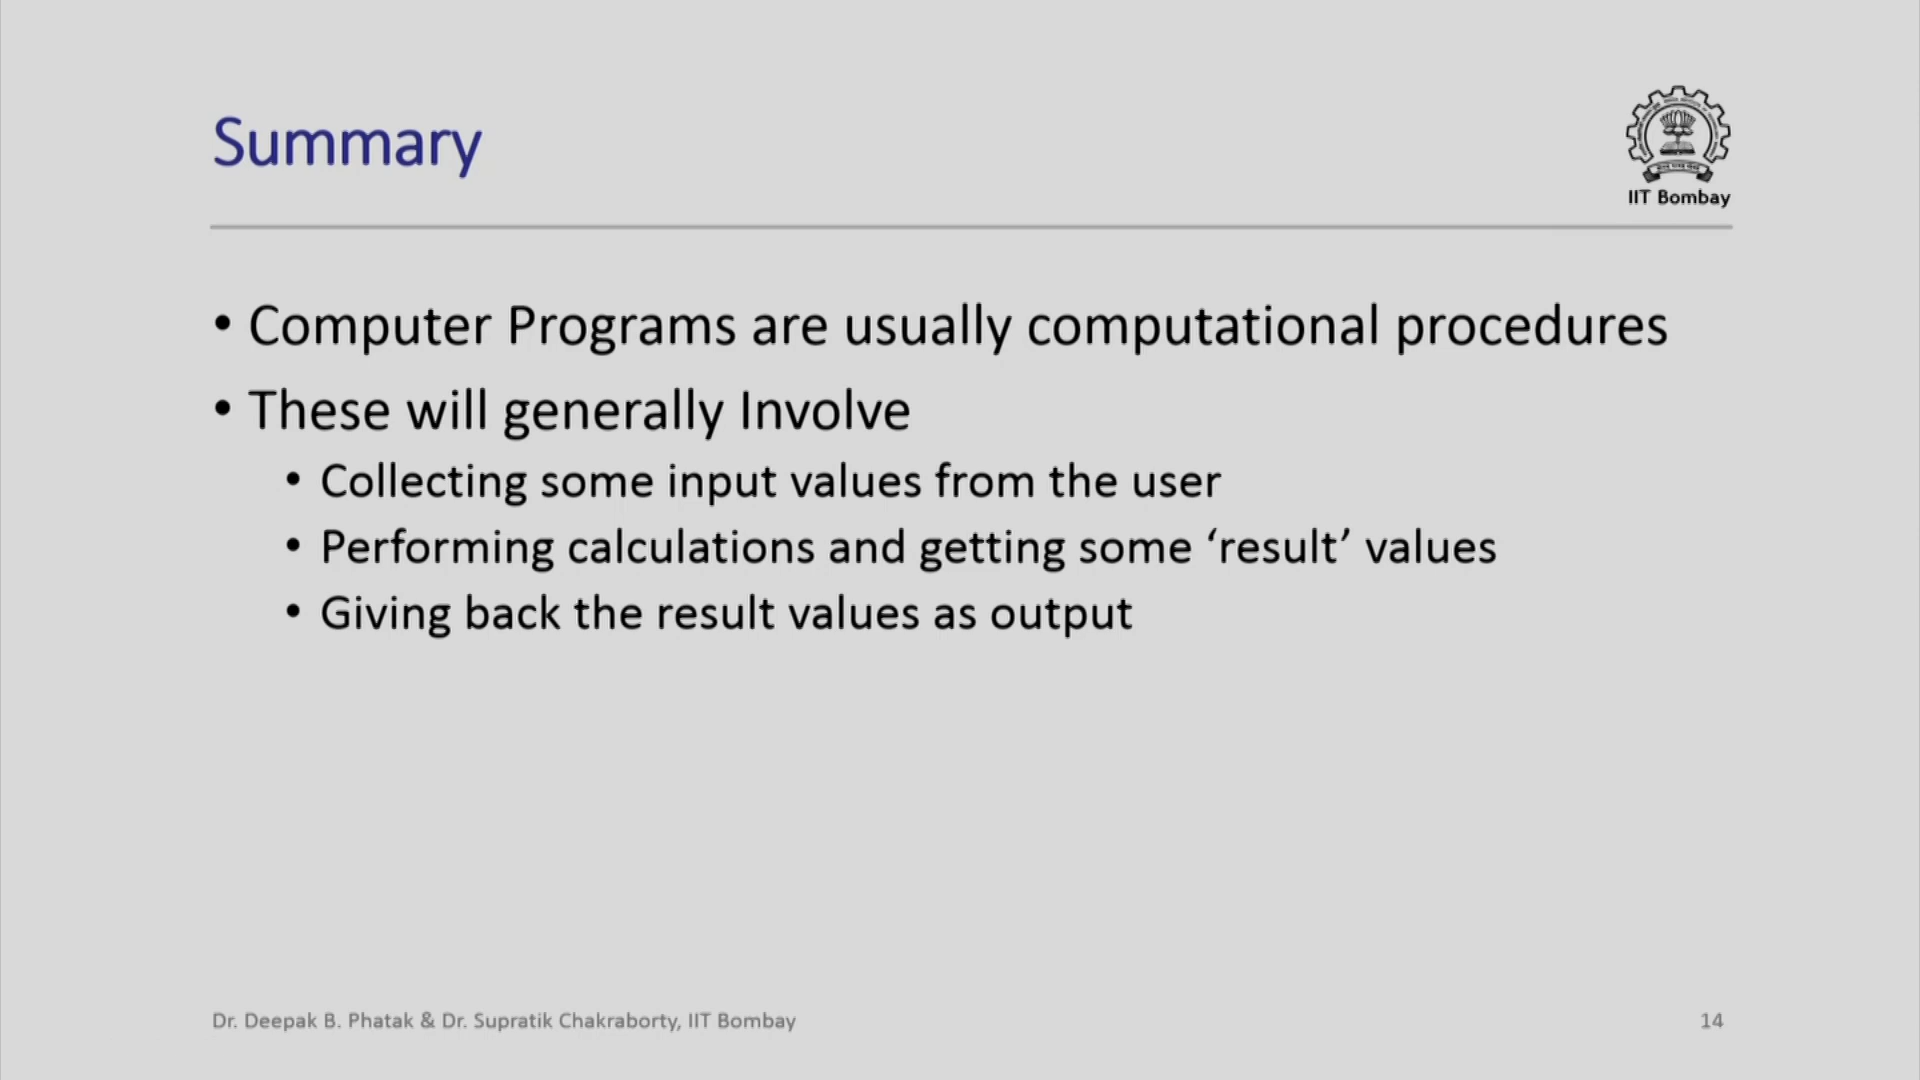 Summary
IIT Bombay
• Computer Programs are usually computational procedures
• These will generally Involve
• Collecting some input values from the user
• Performing calculations and getting some ‘result’ values
• Giving back the result values as output
Dr. Deepak B. Phatak & Dr. Supratik Chakraborty, IIT Bombay
14